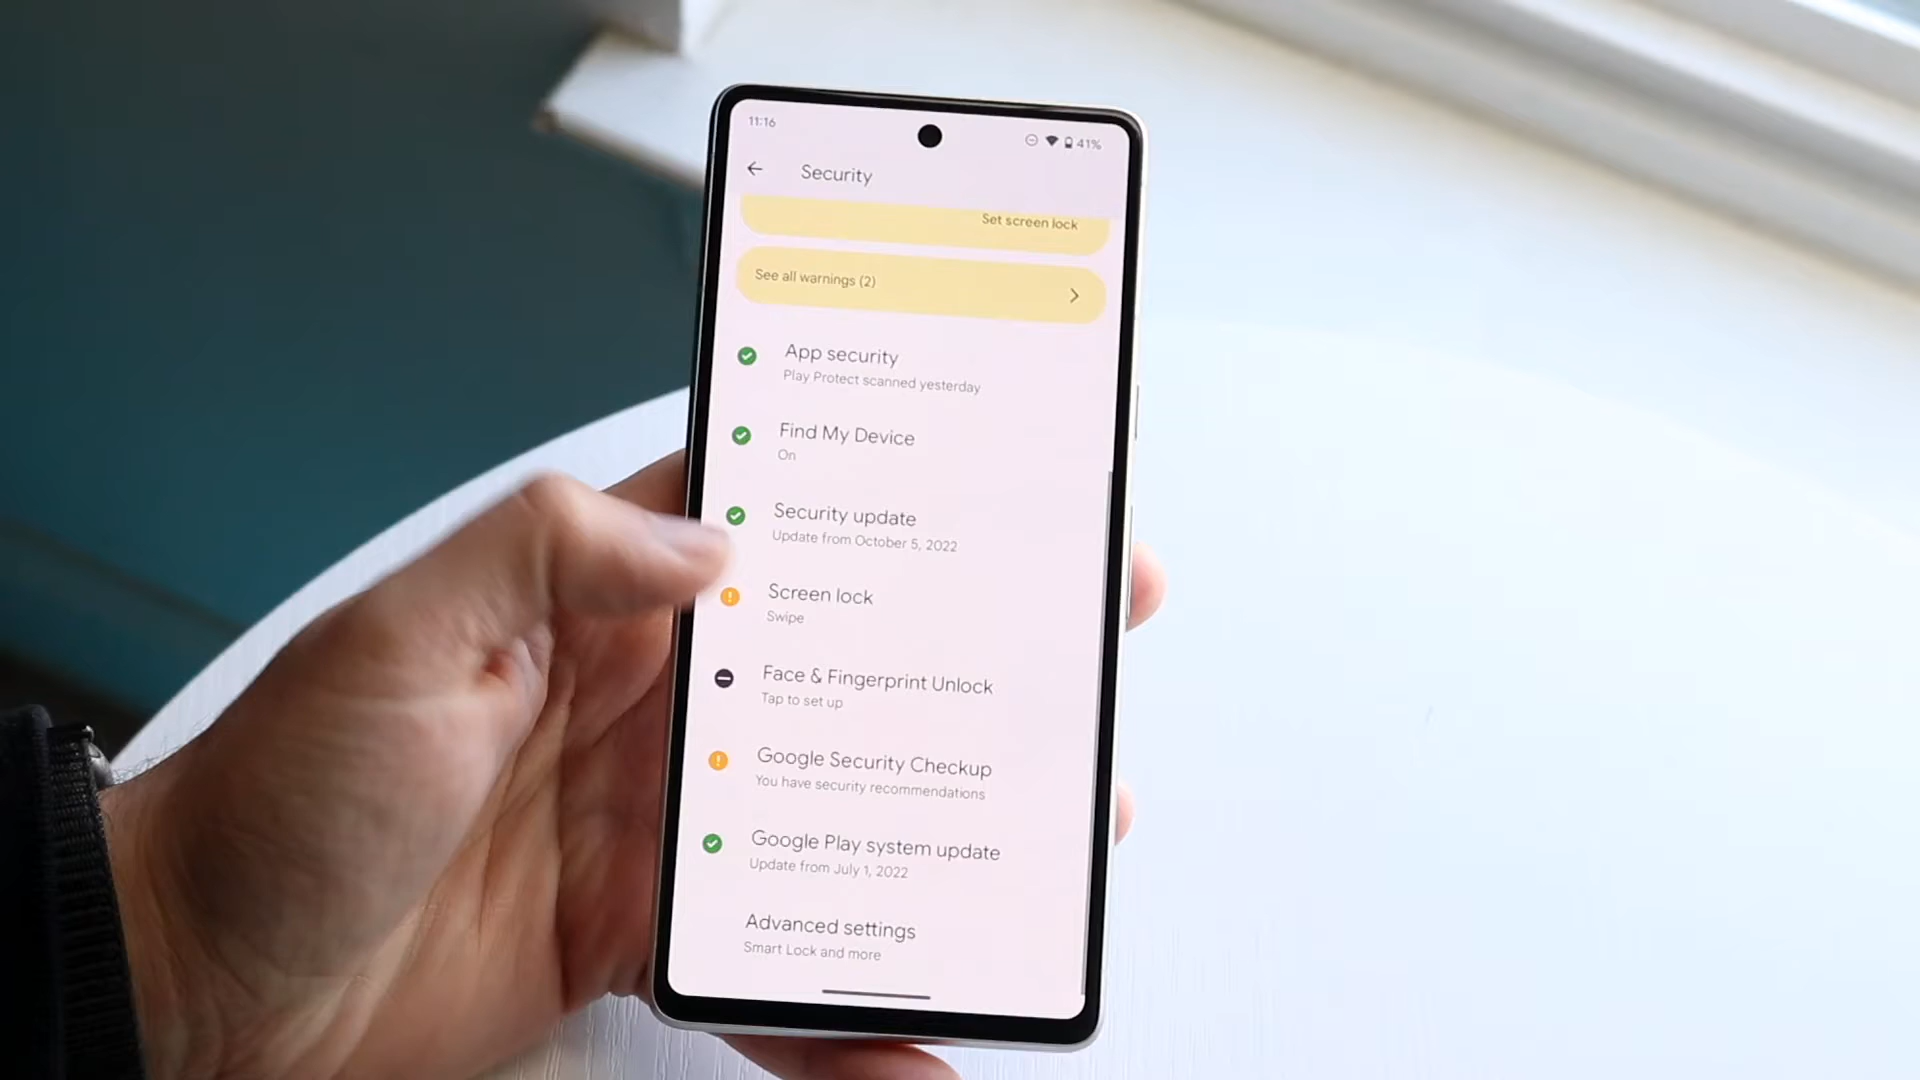 11:16
41%
Security
Set screen lock
See all warnings (2)
App security
Play Protect scanned yesterday
Find My Device
On
Security update
Update from October 5, 2022
Screen lock
Swipe
Face & Fingerprint Unlock
Tap to set up
Google Security Checkup
You have security recommendations
Google Play system update
Update from July 1, 2022
Advanced settings
Smart Lock and more